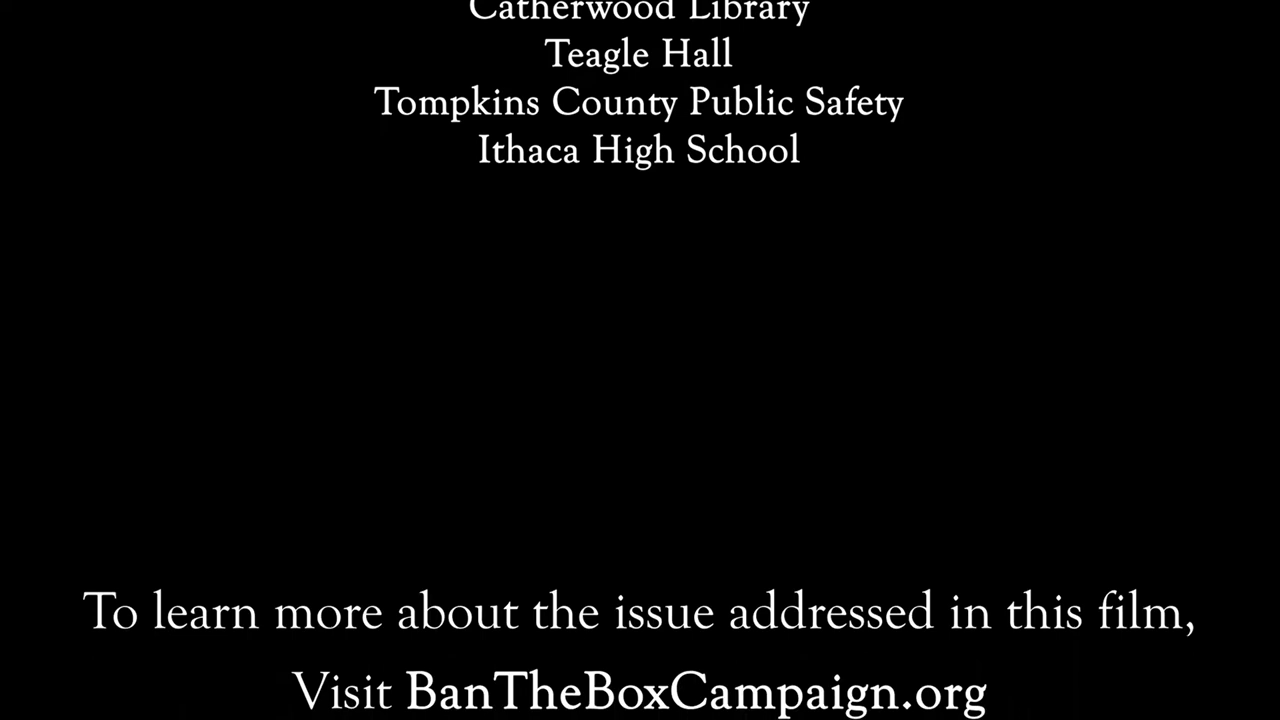 Catherwood Library
Teagle Hall
Tompkins County Public Safety
Ithaca High School
To learn more about the issue addressed in this film,
Visit BanTheBoxCampaign.org